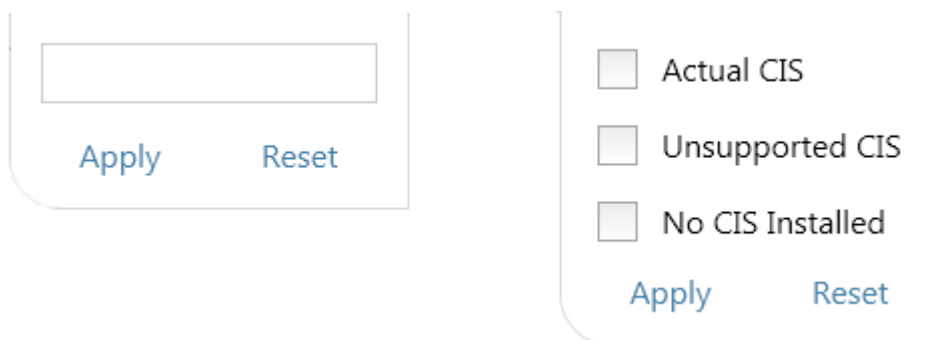 Apply Reset
Actual CIS
Unsupported CIS
No CIS Installed
Apply Reset